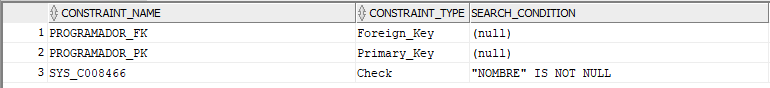 CONSTRAINT_NAME CONSTRAINT_TYPE SEARCH_CONDITION
1 PROGRAMADOR_FK Foreign_Key (null)
2 PROGRAMADOR_PK Primary_Key (null)
3 SYS_C008466 Check "NOMBRE" IS NOT NULL